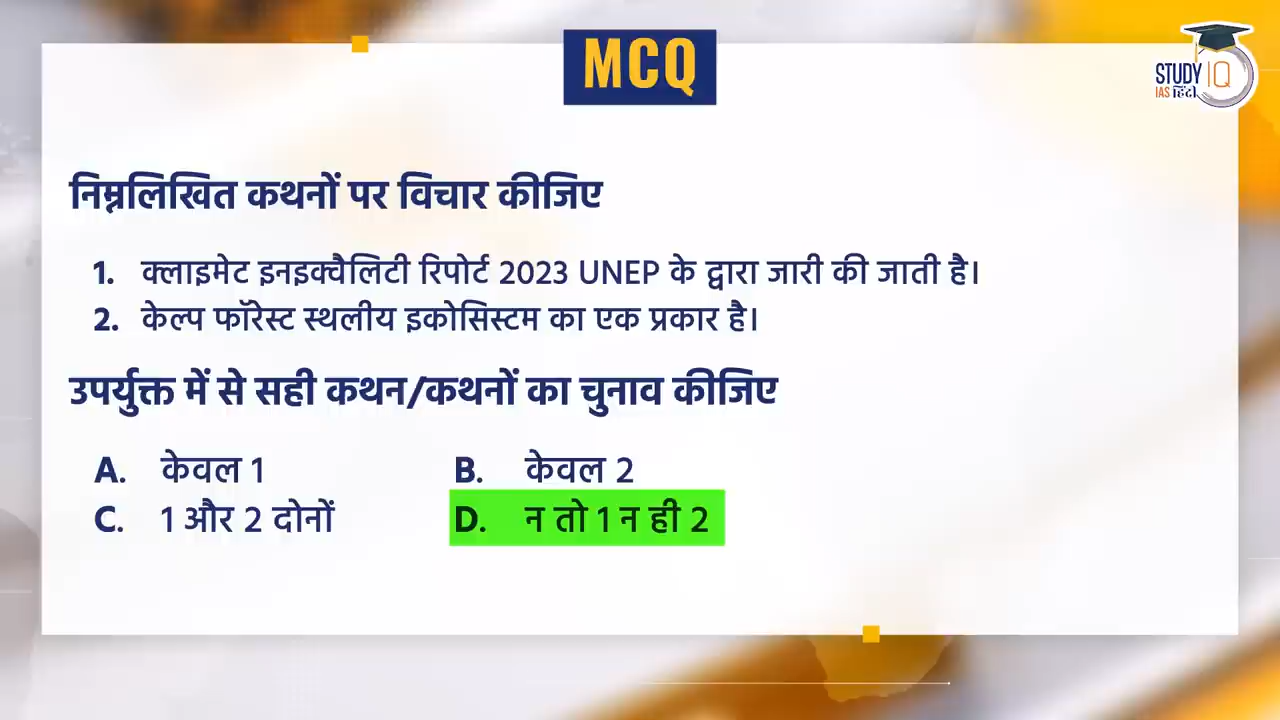 MCQ
STUDY IQ
IAS हिंदी
निम्नलिखित कथनों पर विचार कीजिए
1. क्लाइमेट इनइक्वैलिटी रिपोर्ट 2023 UNEP के द्वारा जारी की जाती है।
2. केल्प फॉरेस्ट स्थलीय इकोसिस्टम का एक प्रकार है।
उपर्युक्त में से सही कथन/कथनों का चुनाव कीजिए
A. केवल 1 B. केवल 2
C. 1 और 2 दोनों D. न तो 1 न ही 2